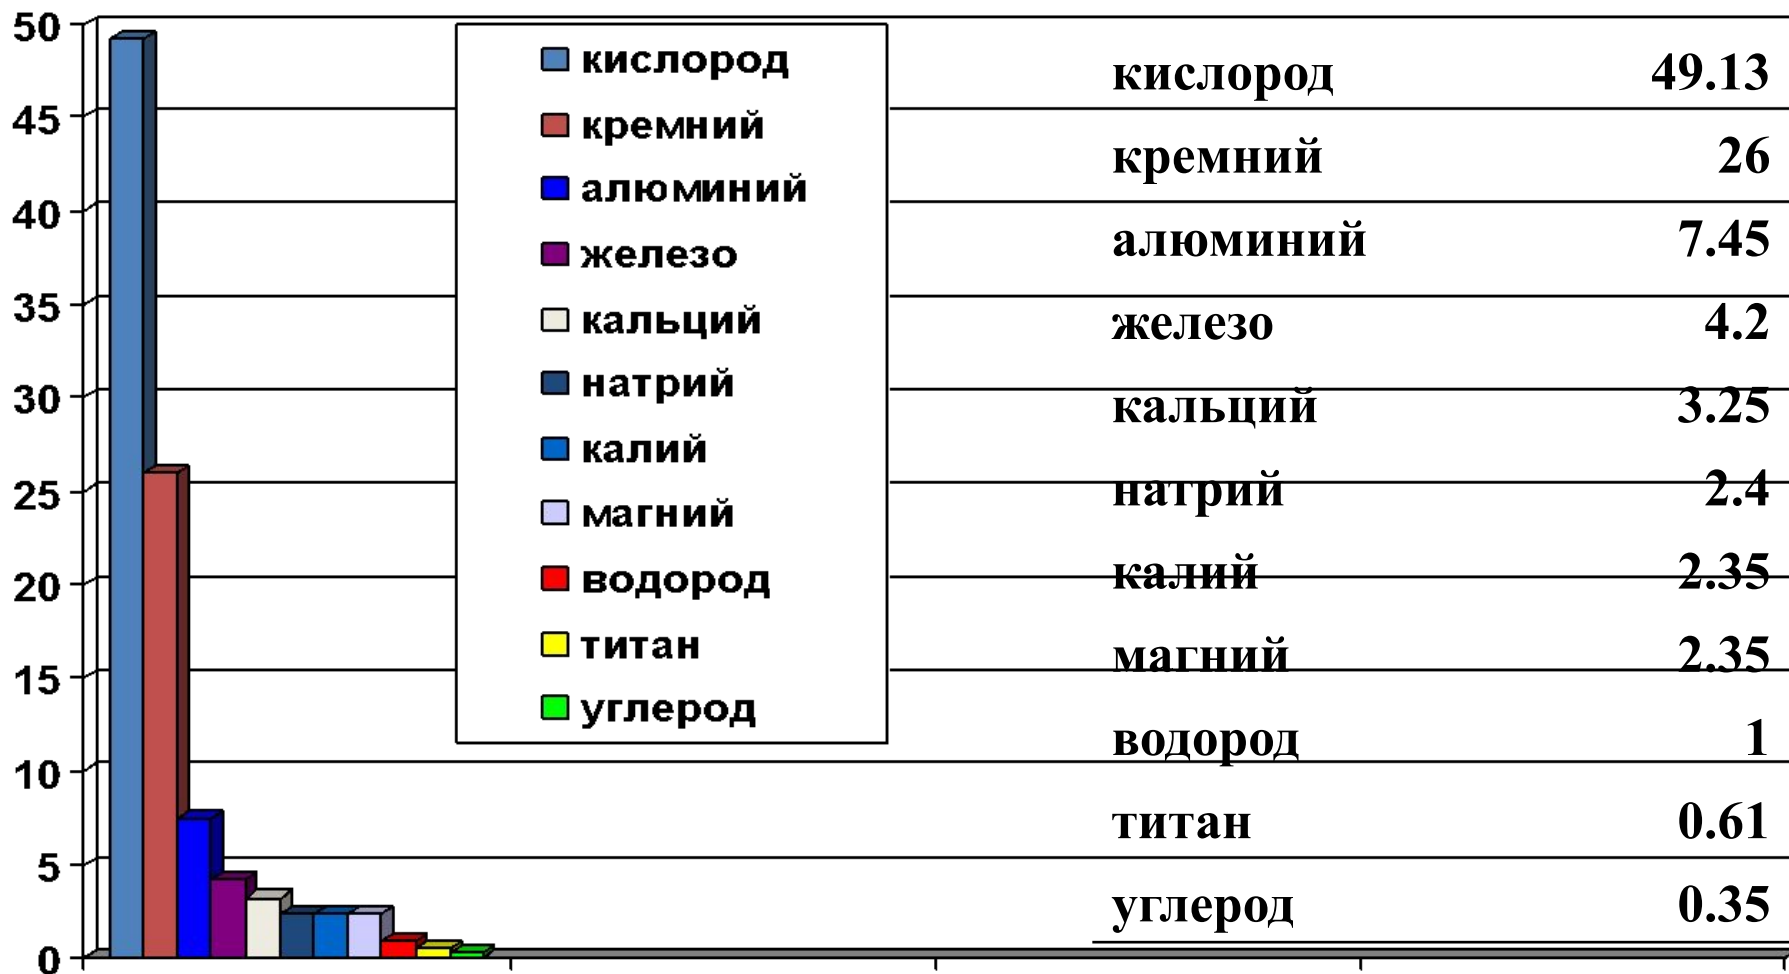 50
45
40
35
30
25
20
15
10
5
0
кислород
кремний
алюминий
железо
кальций
натрий
калий
магний
водород
титан
углерод
кислород 49.13
кремний 26
алюминий 7.45
железо 4.2
кальций 3.25
натрий 2.4
калий 2.35
магний 2.35
водород 1
титан 0.61
углерод 0.35